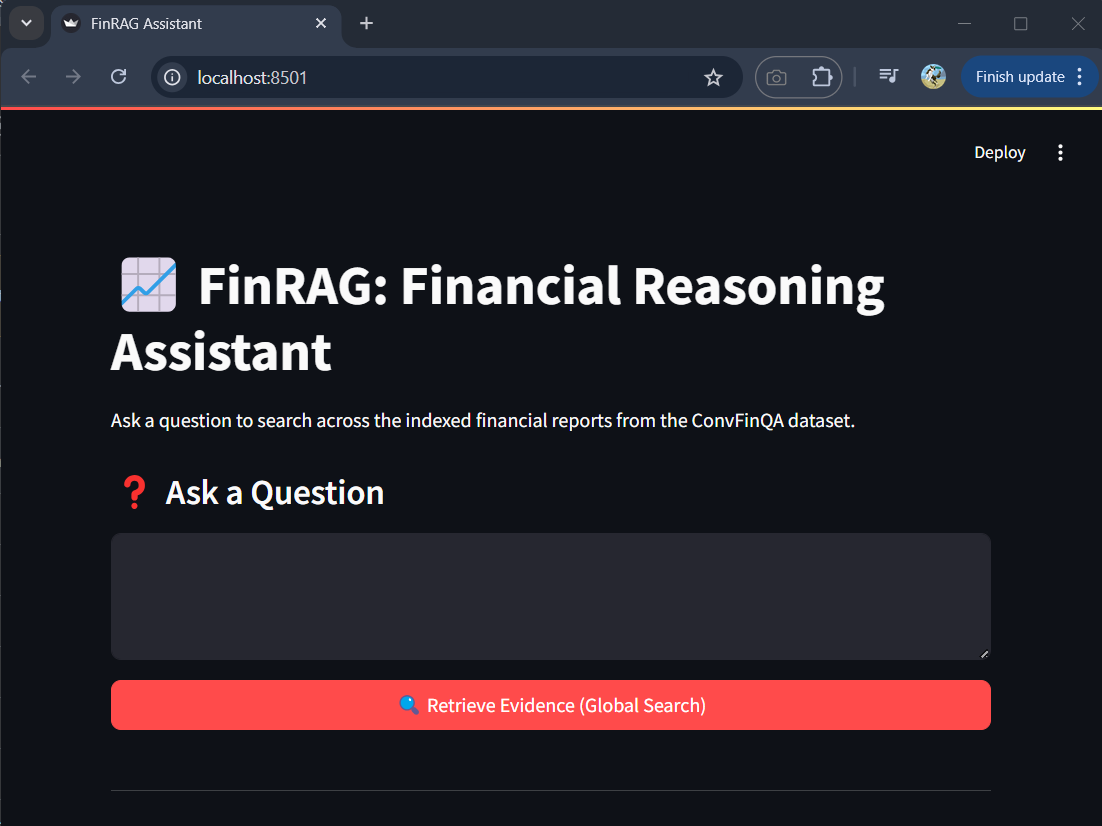 FinRAG Assistant
localhost:8501
Finish update
Deploy
FinRAG: Financial Reasoning
Assistant
Ask a question to search across the indexed financial reports from the ConvFinQA dataset.
❓ Ask a Question
Retrieve Evidence (Global Search)